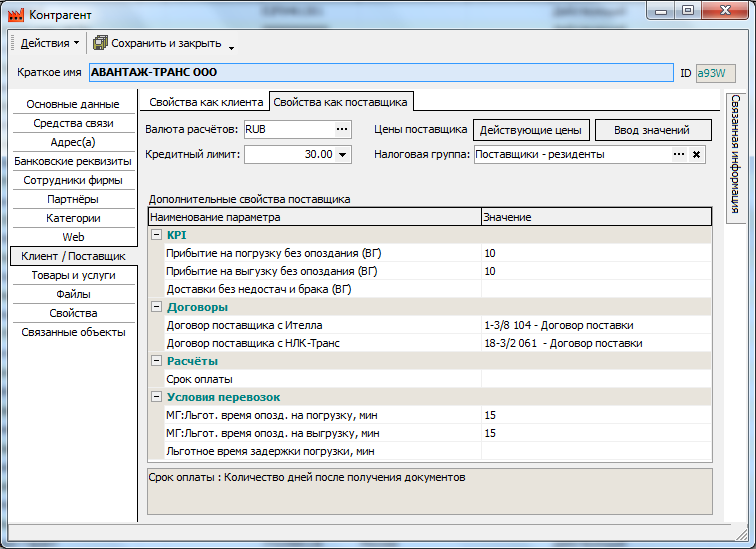 Контрагент
Действия Сохранить и закрыть
Краткое имя АВАНТАЖ-ТРАНС ООО ID a93W
Основные данные
Средства связи
Адрес(а)
Банковские реквизиты
Сотрудники фирмы
Партнёры
Категории
Web
Клиент / Поставщик
Товары и услуги
Файлы
Свойства
Связанные объекты
Свойства как клиента Свойства как поставщика
Валюта расчётов: RUB ... Цены поставщика Действующие цены Ввод значений
Кредитный лимит: 30.00 Налоговая группа: Поставщики - резиденты ...
Дополнительные свойства поставщика
Наименование параметра Значение
KPI
Прибытие на погрузку без опоздания (ВГ) 10
Прибытие на выгузку без опоздания (ВГ) 10
Доставки без недостач и брака (ВГ)
Договоры
Договор поставщика с Ителла 1-3/8 104 - Договор поставки
Договор поставщика с НЛК-Транс 18-3/2 061 - Договор поставки
Расчёты
Срок оплаты
Условия перевозок
МГ:Льгот. время опозд. на погрузку, мин 15
МГ:Льгот. время опозд. на выгрузку, мин 15
Льготное время задержки погрузки, мин
Срок оплаты : Количество дней после получения документов
Связанная информация